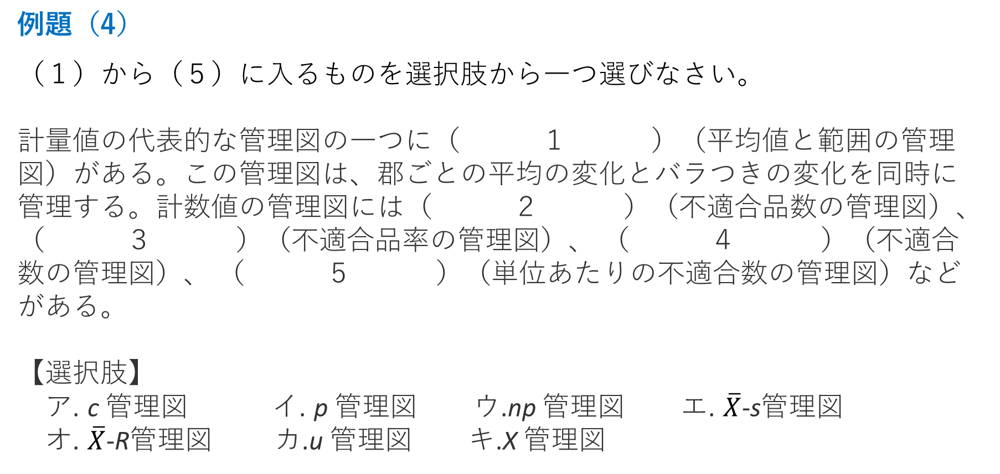 例題（4）
（１）から（５）に入るものを選択肢から一つ選びなさい。
計量値の代表的な管理図の一つに（　　　1　　　）（平均値と範囲の管理
図）がある。この管理図は、郡ごとの平均の変化とバラつきの変化を同時に
管理する。計数値の管理図には（　　　2　　　）（不適合品数の管理図）、
（　　　3　　　）（不適合品率の管理図）、（　　　4　　　）（不適合
数の管理図）、（　　　5　　　）（単位あたりの不適合数の管理図）など
がある。
【選択肢】
ア. c 管理図　イ. p 管理図　ウ.np 管理図　エ. X̄-s管理図
オ. X̄-R管理図　カ.u 管理図　キ.X 管理図